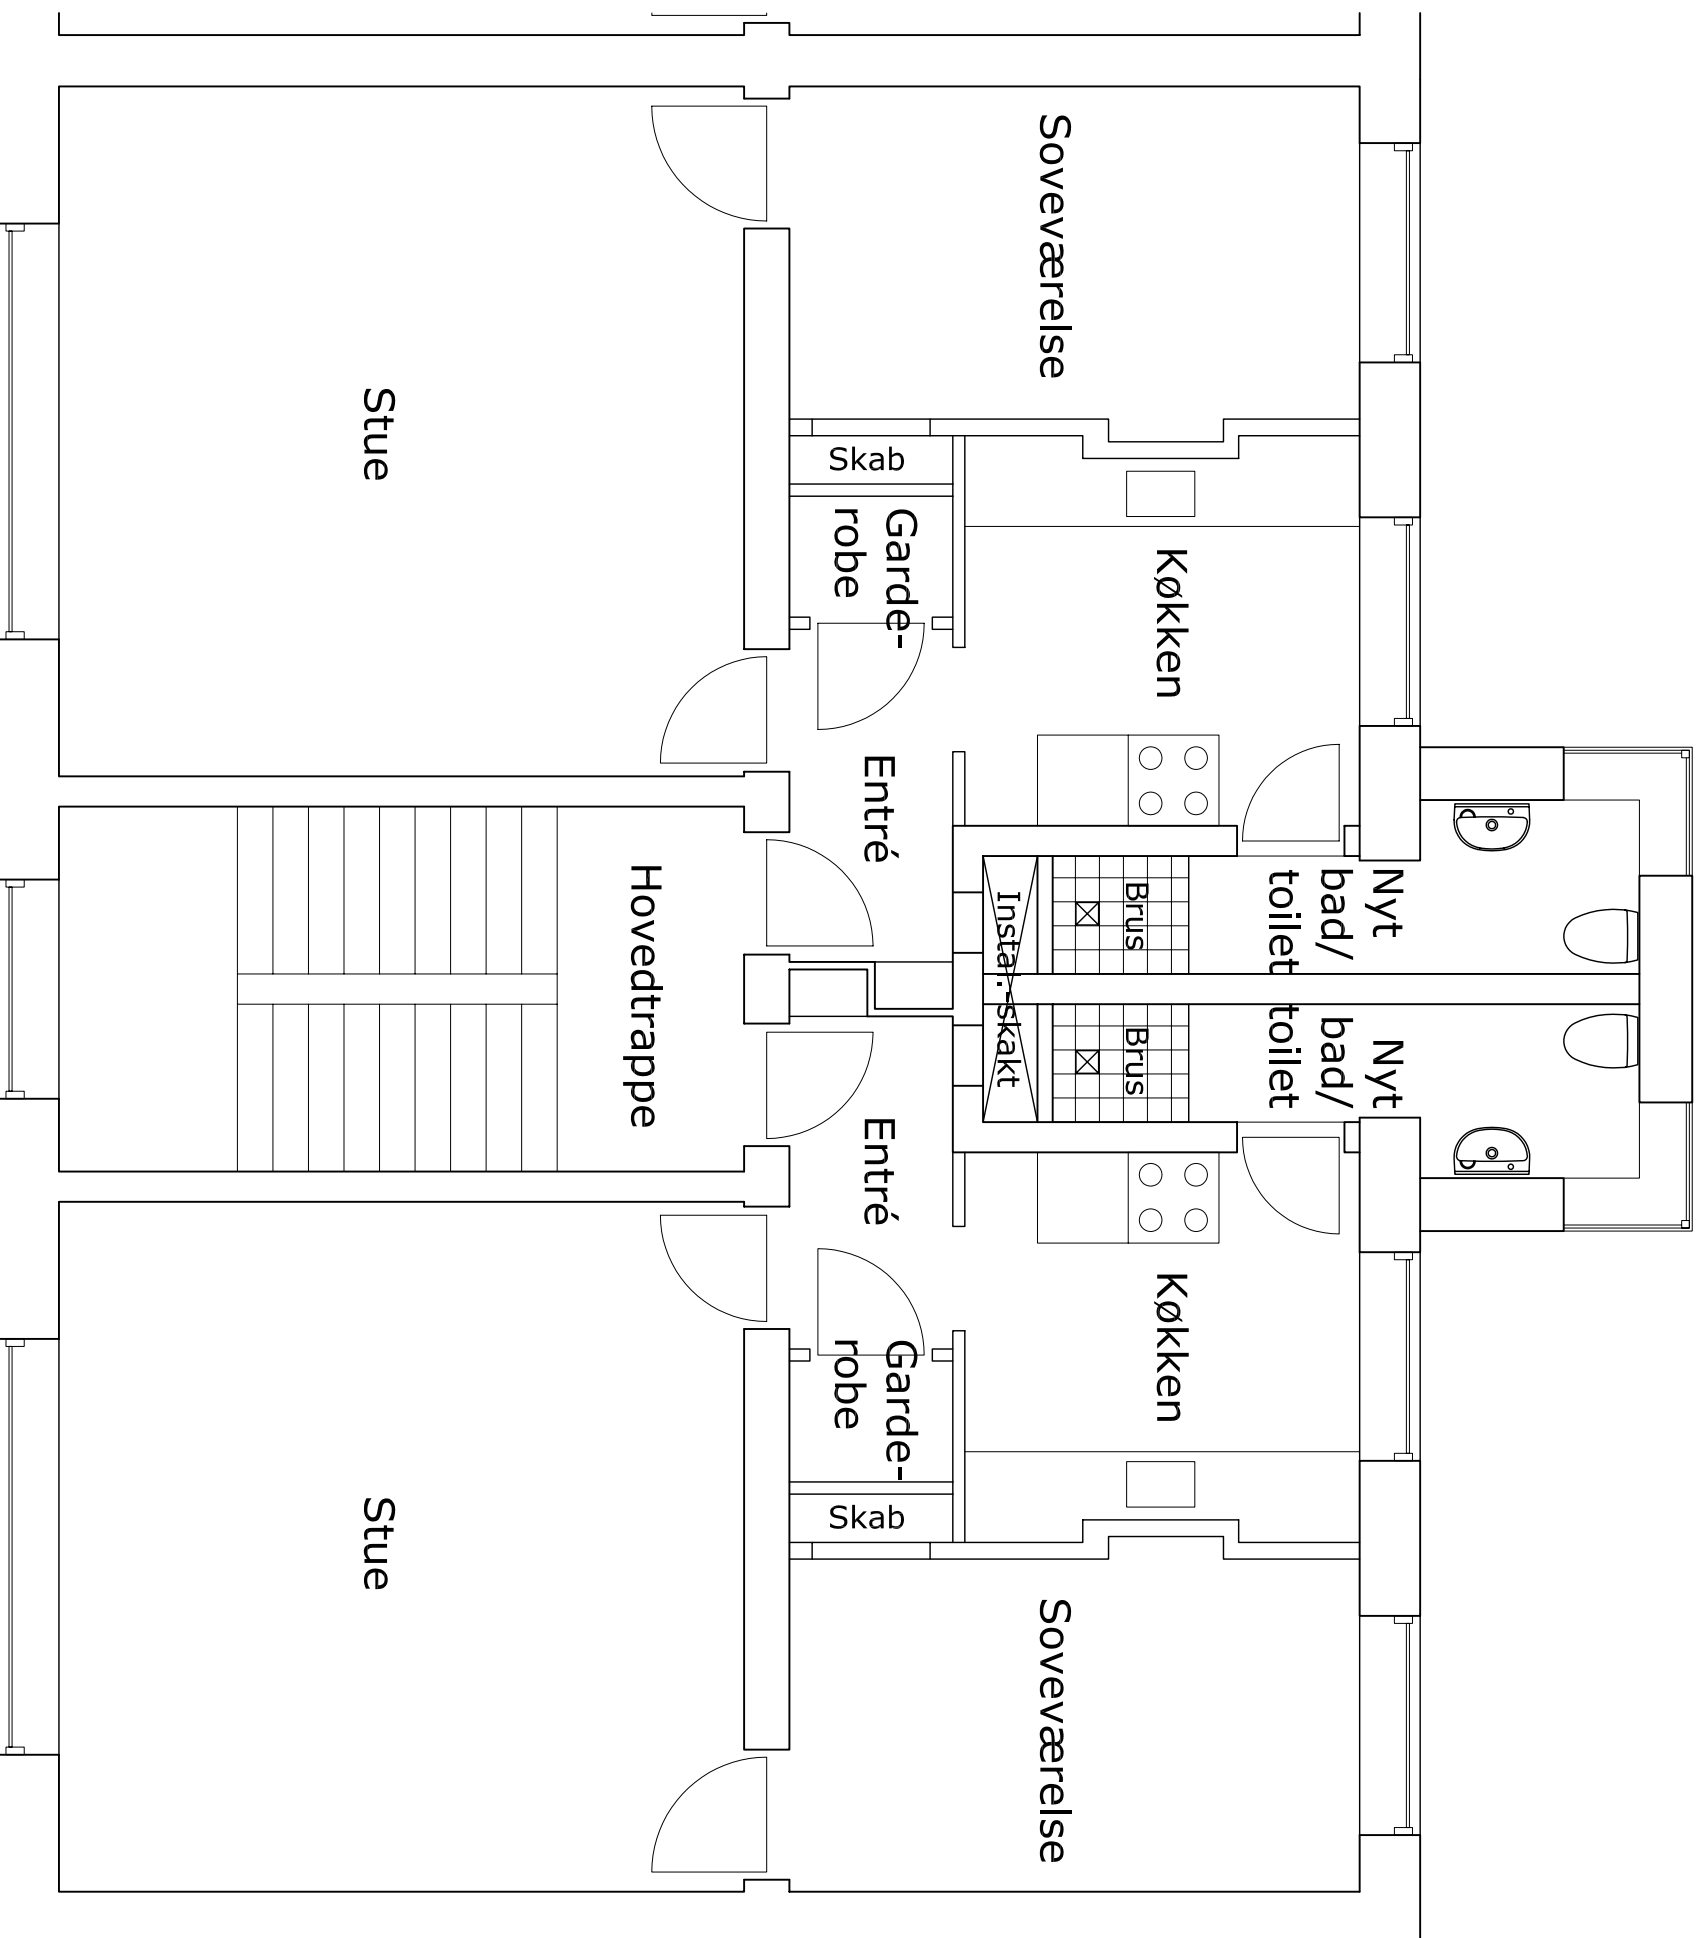 Soveværelse
Stue
Skab
Garde-
robe
Køkken
Entré
Nyt
bad/
toilet
Brus
Instal.-skakt
Hovedtrappe
Nyt
bad/
toilet
Brus
Entré
Køkken
Garde-
robe
Skab
Stue
Soveværelse